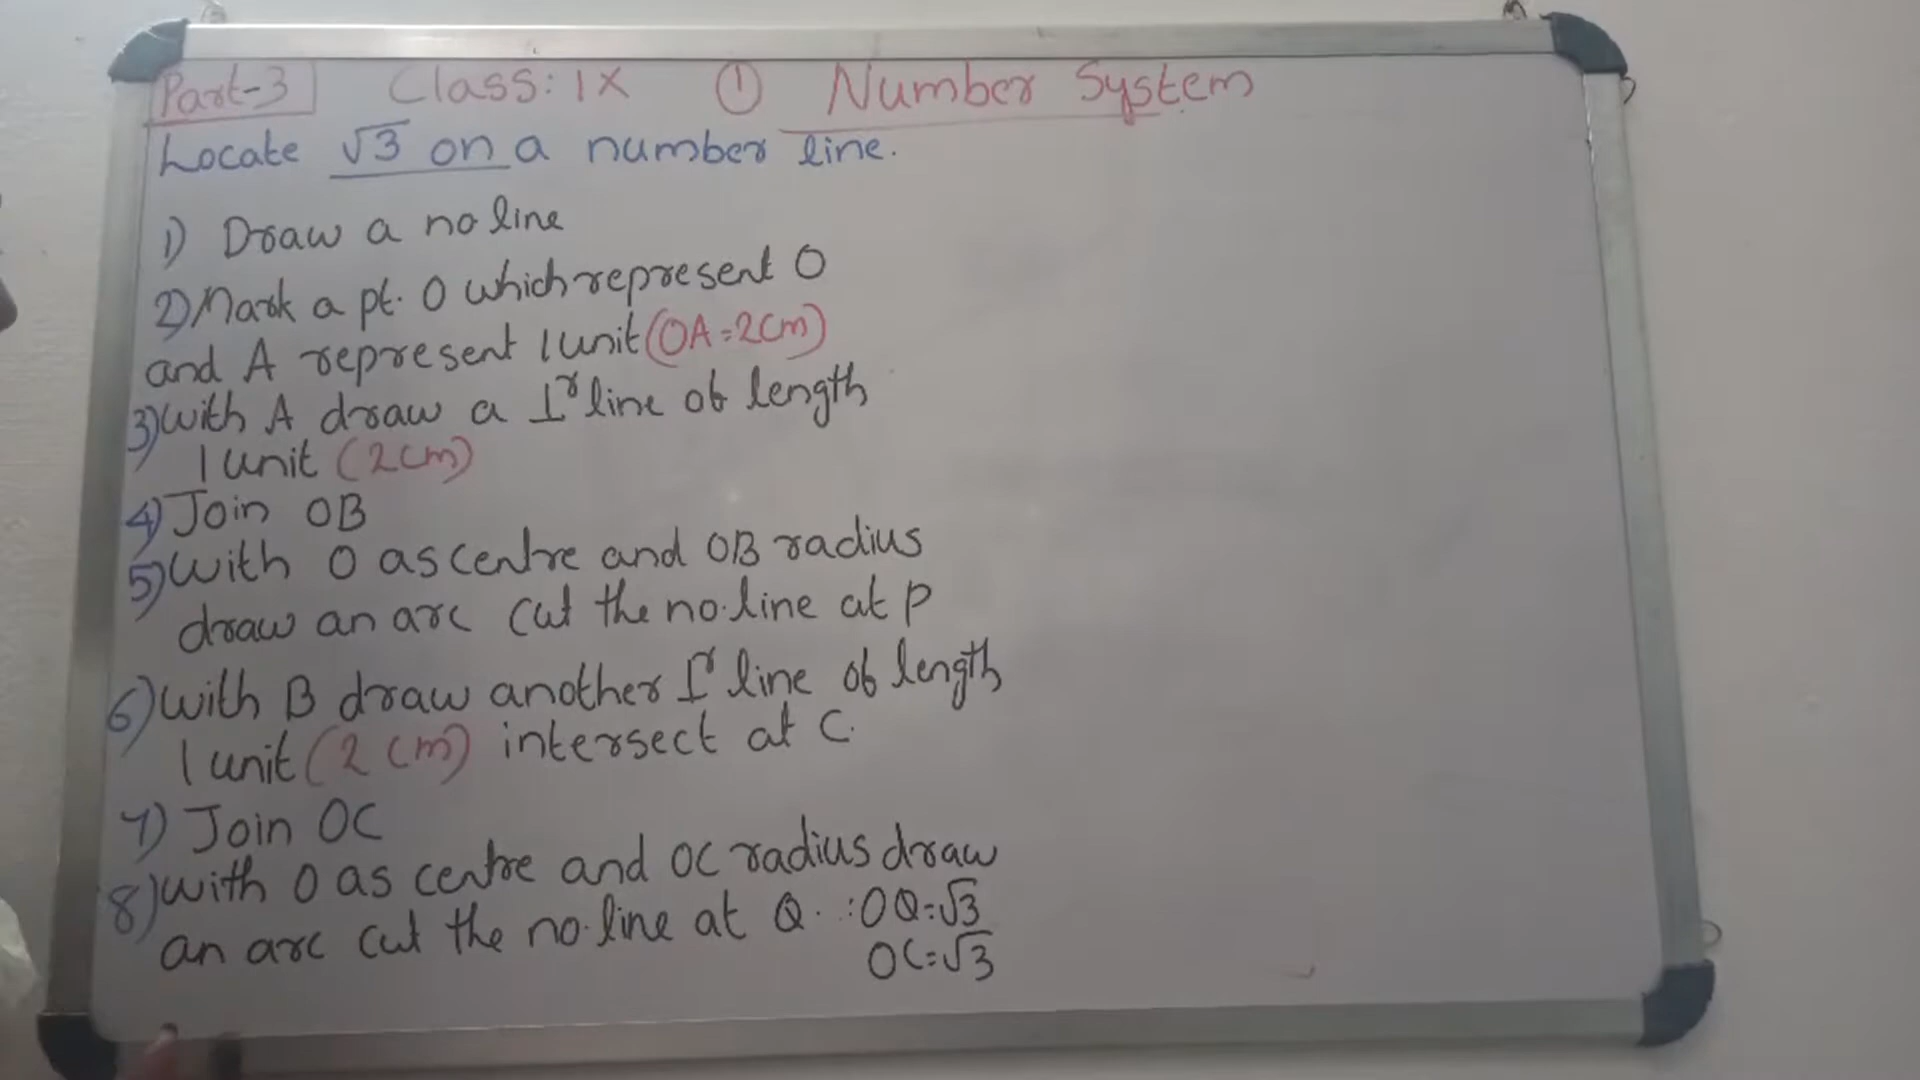 Part-3 Class: IX ① Number System
Locate √3 on a number line.
1) Draw a no line
2) Mark a pt. O which represent O
and A represent 1 unit (OA=2cm)
3) with A draw a ⊥r line of length
1 unit (2cm)
4) Join OB
5) With O as centre and OB radius
draw an arc cut the no.line at P
6) with B draw another ⊥r line of length
1 unit (2 cm) intersect at C.
7) Join OC
8) with O as centre and OC radius draw
an arc cut the no.line at Q. ∴OQ=√3
OC=√3